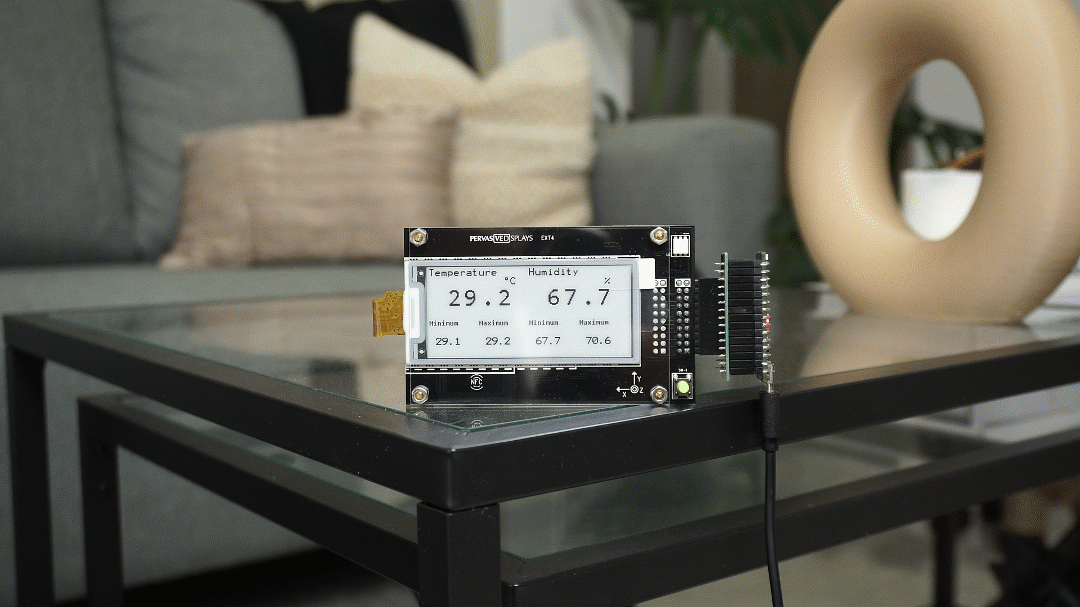 PERVASIVE DISPLAYS EXT4
Temperature Humidity
°C %
29.2 67.7
Minimum Maximum Minimum Maximum
29.1 29.2 67.7 70.6
NFC
Y
X Z